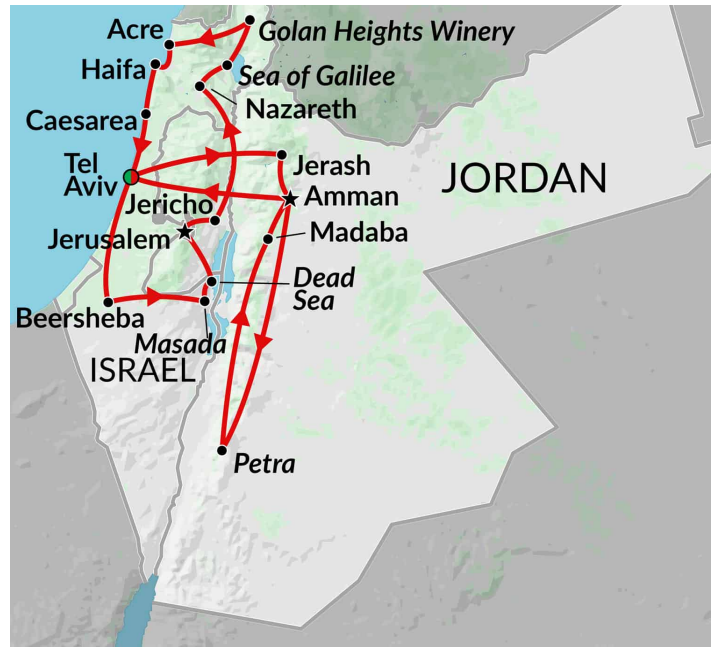 Acre
Golan Heights Winery
Haifa
Sea of Galilee
Nazareth
Caesarea
Tel
Aviv
Jerash
JORDAN
Jericho
Amman
Jerusalem
Madaba
Dead
Sea
Beersheba
Masada
ISRAEL
Petra